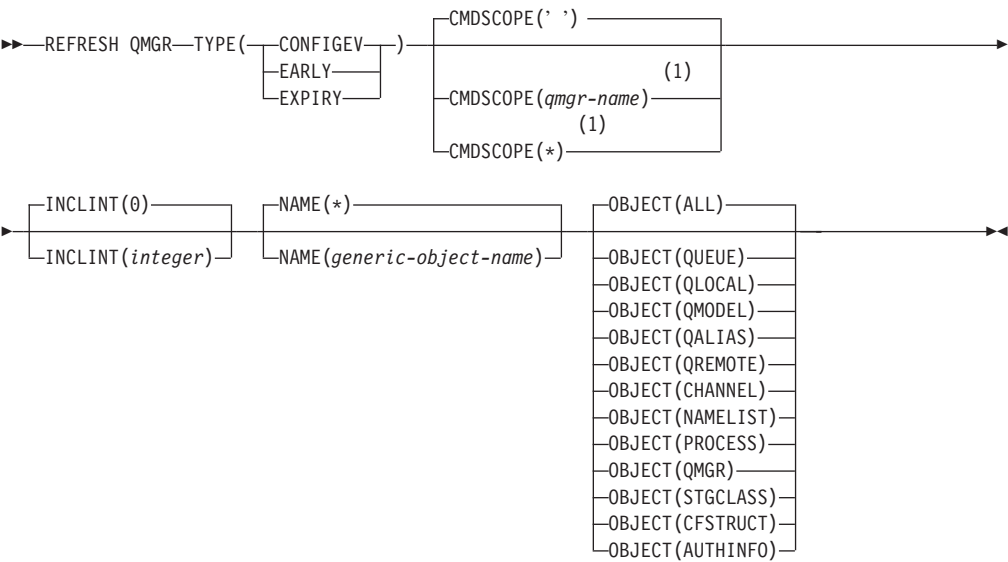 CMDSCOPE(' ')
REFRESH QMGR TYPE( CONFIGEV )
EARLY
EXPIRY
(1)
CMDSCOPE(qmgr-name)
(1)
CMDSCOPE(*)
INCLINT(0)
INCLINT(integer)
NAME(*)
NAME(generic-object-name)
OBJECT(ALL)
OBJECT(QUEUE)
OBJECT(QLOCAL)
OBJECT(QMODEL)
OBJECT(QALIAS)
OBJECT(QREMOTE)
OBJECT(CHANNEL)
OBJECT(NAMELIST)
OBJECT(PROCESS)
OBJECT(QMGR)
OBJECT(STGCLASS)
OBJECT(CFSTRUCT)
OBJECT(AUTHINFO)